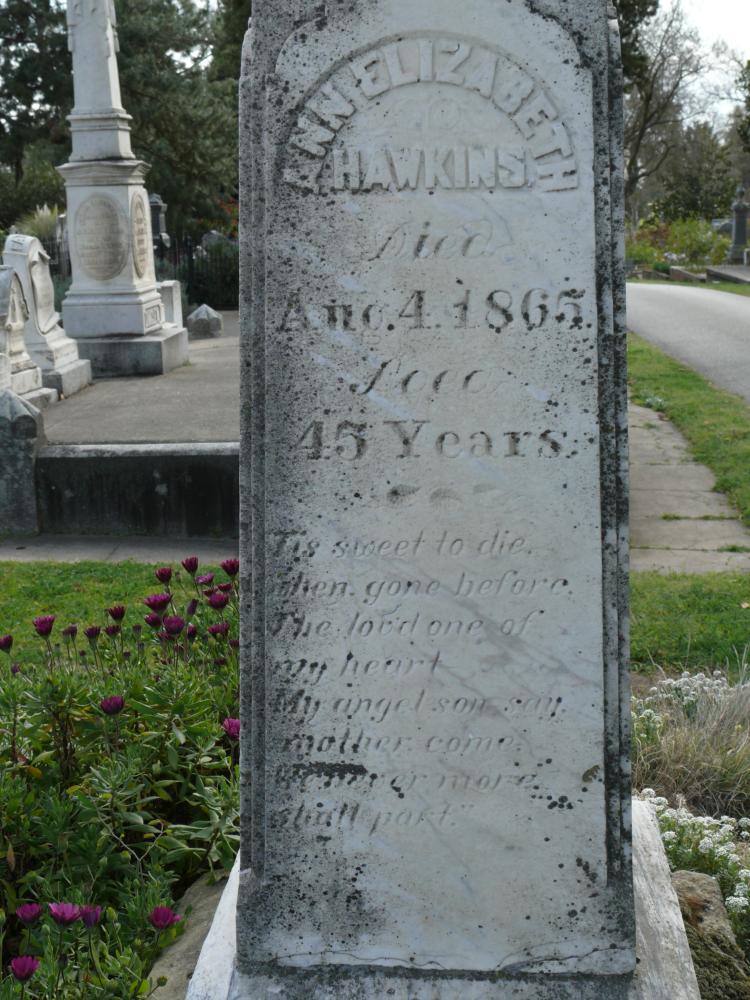 ANN ELIZABETH
HAWKINS.
Died
Aug. 4. 1865.
Aged
45 Years.
'Tis sweet to die,
when gone before,
The lov'd one of
my heart.
My angel son say,
mother come,
We never more
shall part."